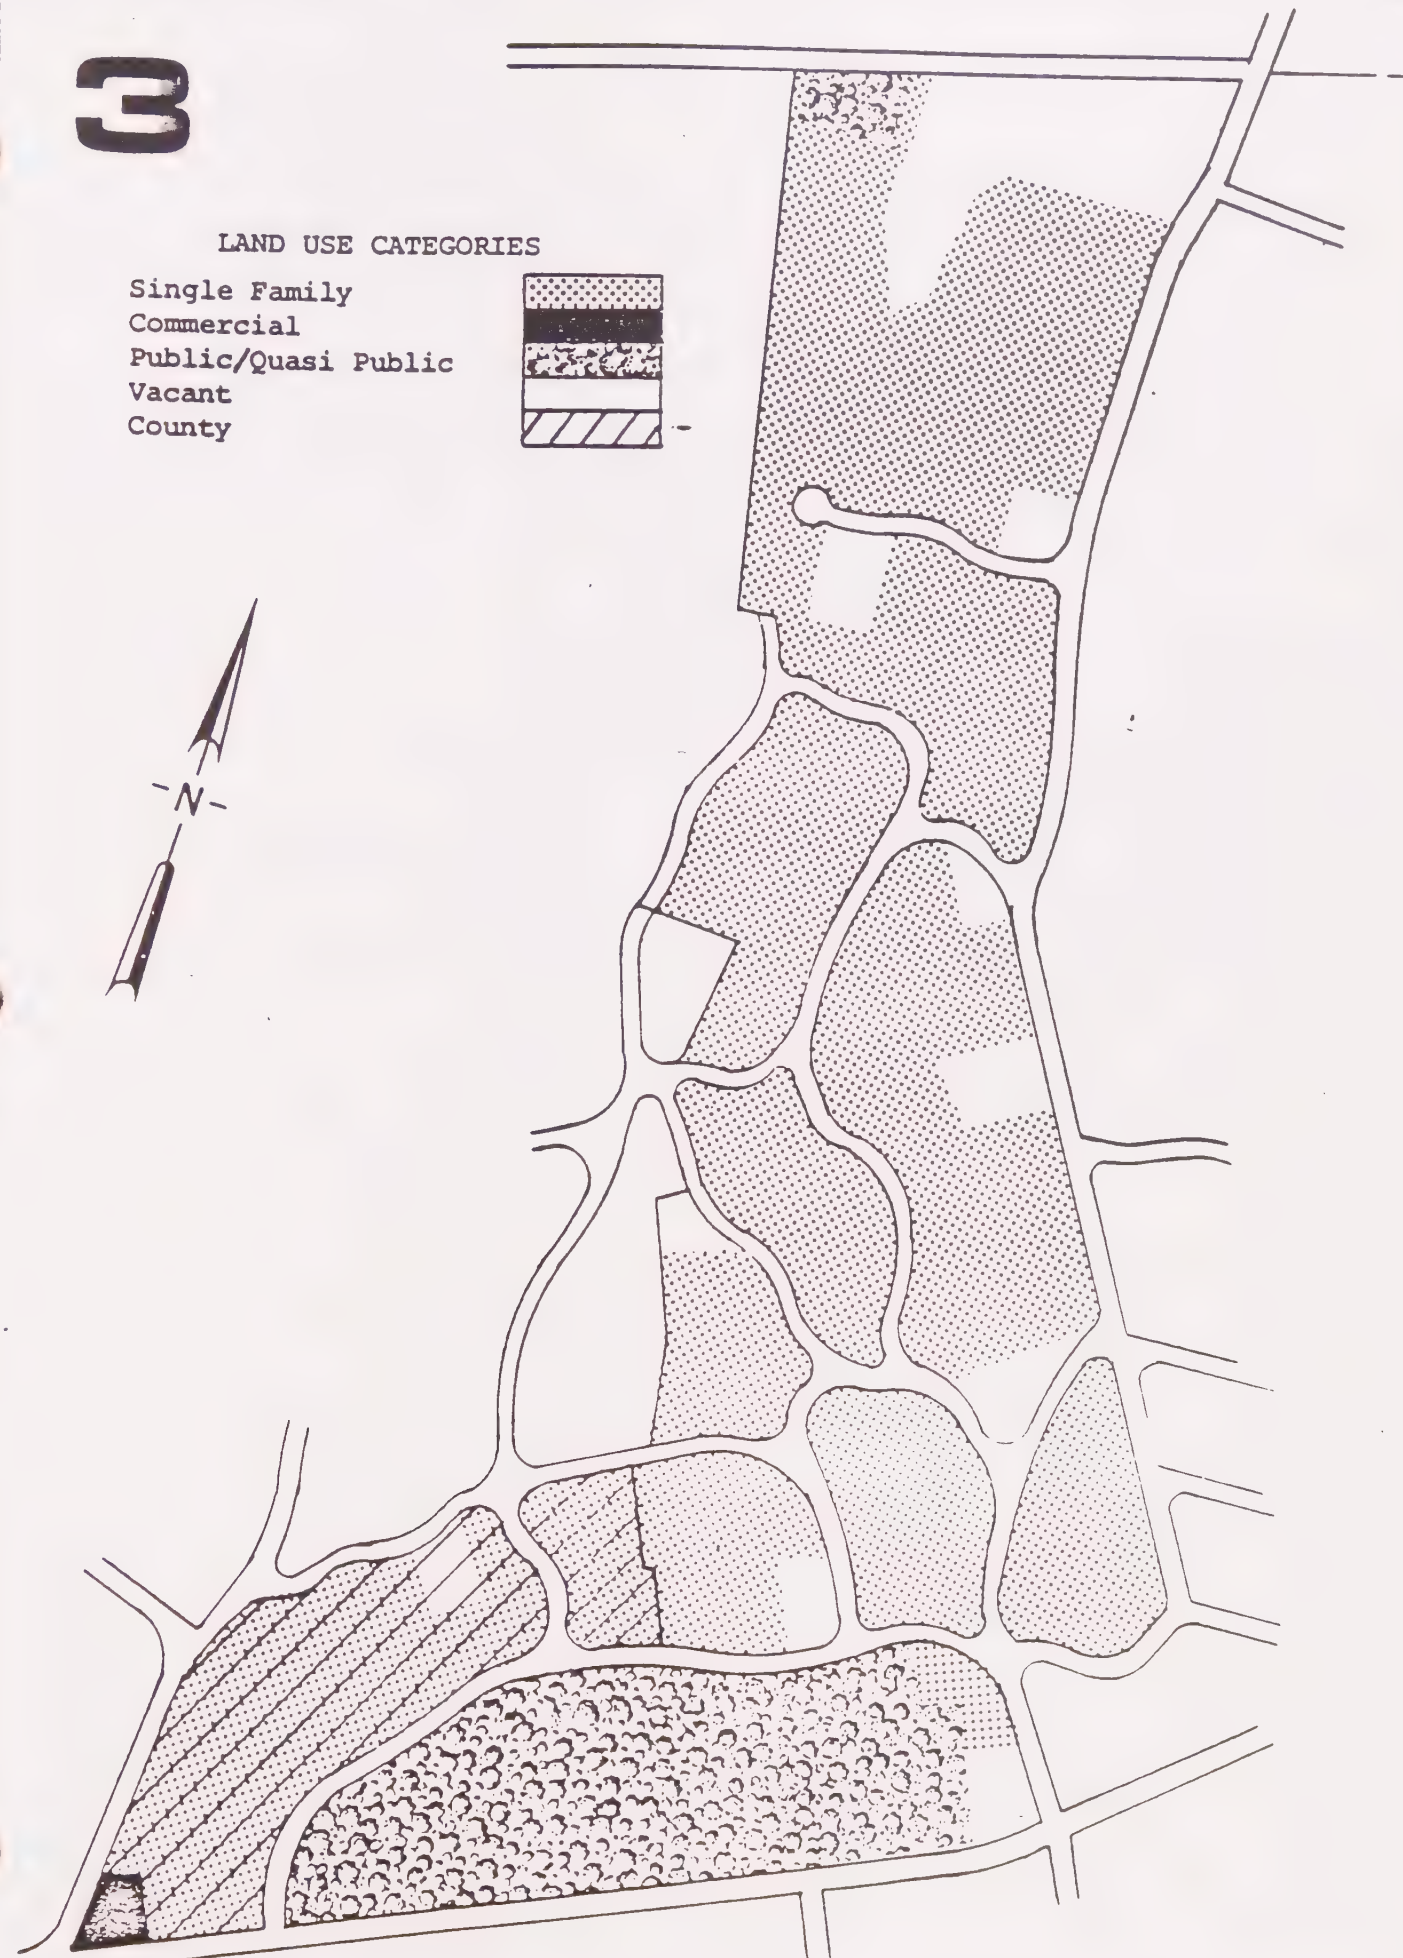 3
LAND USE CATEGORIES
Single Family
Commercial
Public/Quasi Public
Vacant
County
N